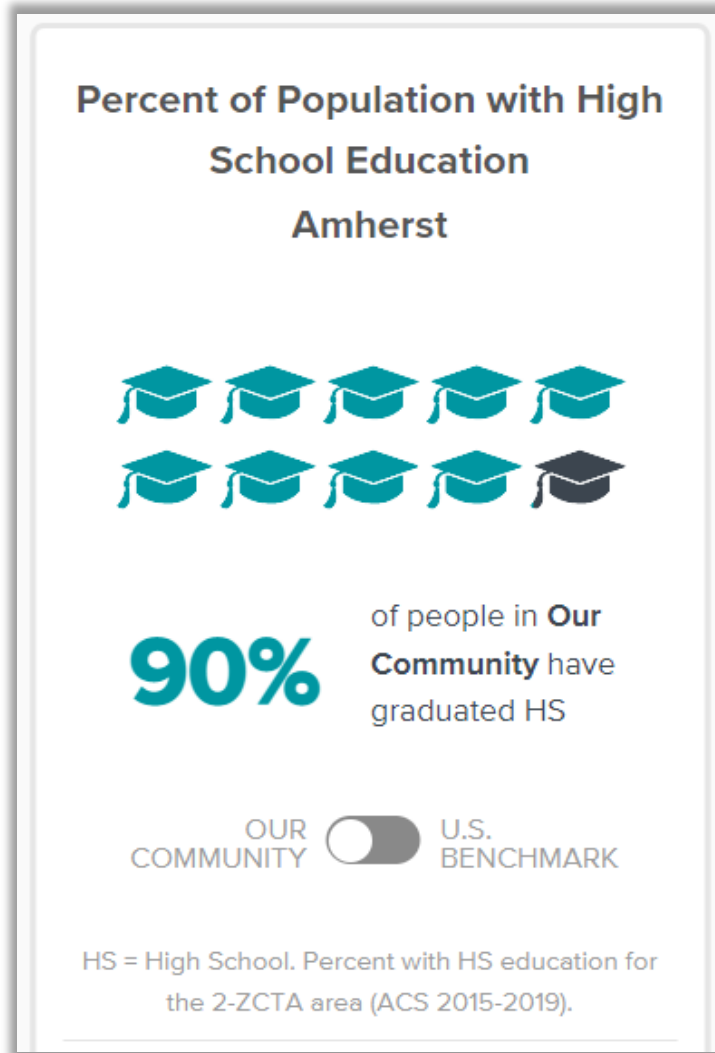 Percent of Population with High
School Education
Amherst
90%
of people in Our
Community have
graduated HS
OUR
COMMUNITY
U.S.
BENCHMARK
HS = High School. Percent with HS education for
the 2-ZCTA area (ACS 2015-2019).